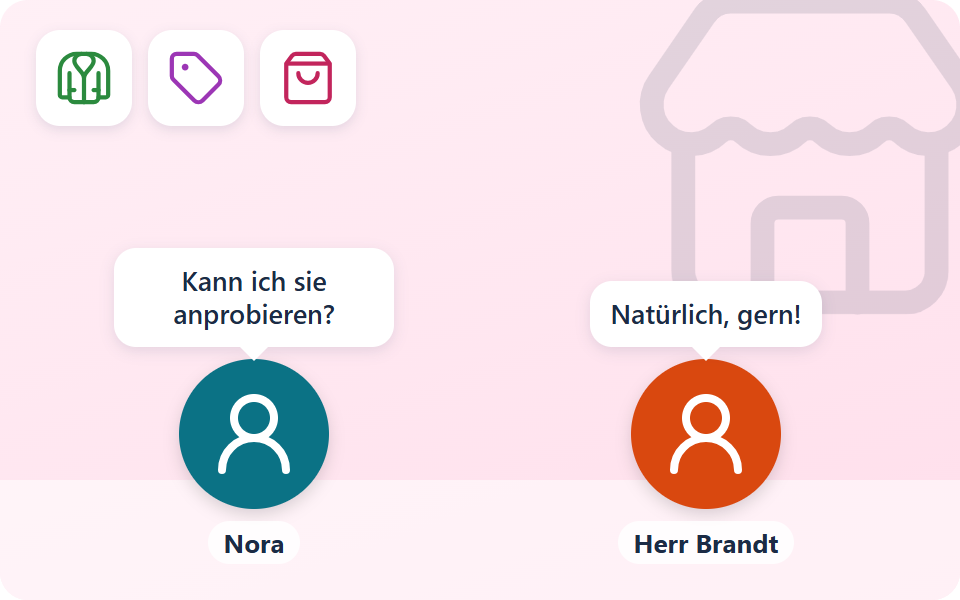 Kann ich sie
anprobieren?
Natürlich, gern!
Nora
Herr Brandt